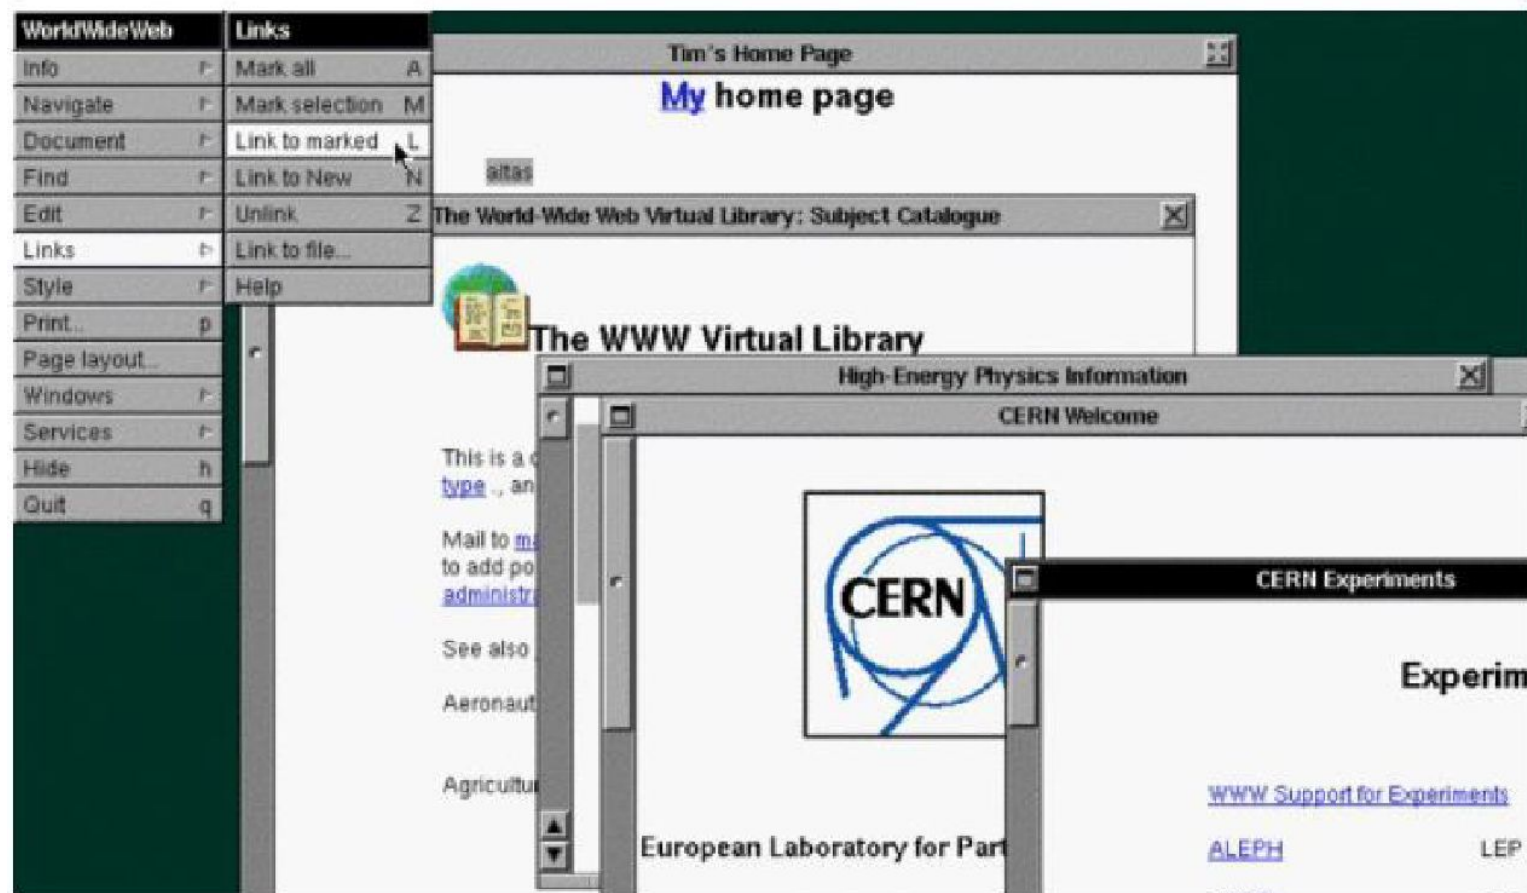 WorldWideWeb
Info
Navigate
Document
Find
Edit
Links
Style
Print...
p
Page layout...
Windows
Services
Hide
h
Quit
q
Links
Mark all
A
Mark selection
M
Link to marked
L
Link to New
N
Unlink
Z
Link to file...
Help
Tim's Home Page
My home page
aitas
The World-Wide Web Virtual Library: Subject Catalogue
The WWW Virtual Library
This is a
type ., an
Mail to
to add po
administr
See also
Aeronaut
Agricultu
High-Energy Physics Information
CERN Welcome
CERN
European Laboratory for Part
CERN Experiments
Experim
WWW Support for Experiments
ALEPH
LEP